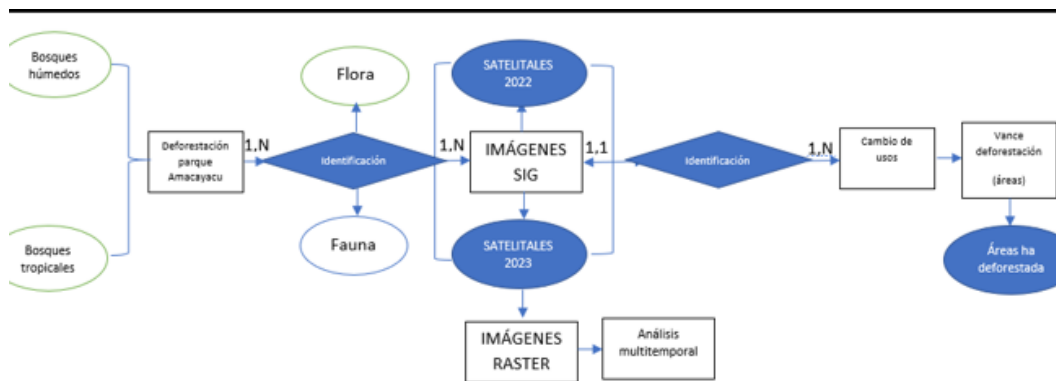 Bosques
húmedos
Flora
SATELITALES
2022
Deforestación
parque
Amacayacu
1,N
Identificación
1,N
IMÁGENES
SIG
1,1
Identificación
1,N
Cambio de
usos
Vance
deforestación
(áreas)
Bosques
tropicales
Fauna
SATELITALES
2023
Áreas ha
deforestada
IMÁGENES
RASTER
Análisis
multitemporal